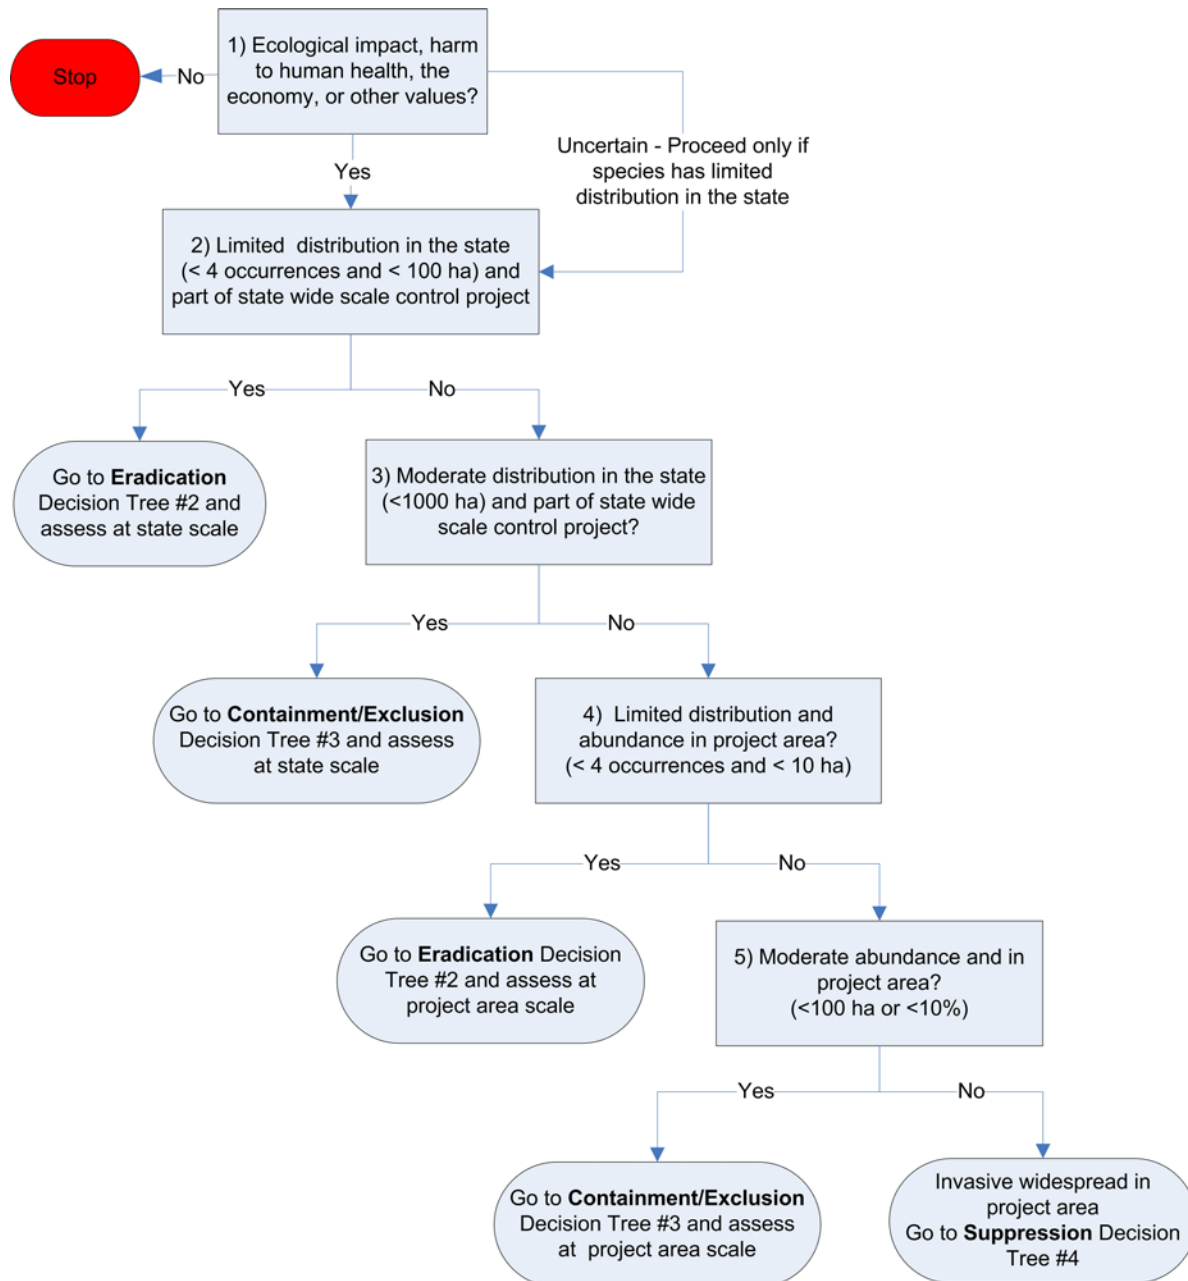 1) Ecological impact, harm
to human health, the
economy, or other values?
Stop
No
Uncertain - Proceed only if
species has limited
distribution in the state
Yes
2) Limited distribution in the state
(< 4 occurrences and < 100 ha) and
part of state wide scale control project
Yes
No
Go to Eradication
Decision Tree #2 and
assess at state scale
3) Moderate distribution in the state
(<1000 ha) and part of state wide
scale control project?
Yes
No
Go to Containment/Exclusion
Decision Tree #3 and assess
at state scale
4) Limited distribution and
abundance in project area?
(< 4 occurrences and < 10 ha)
Yes
No
Go to Eradication Decision
Tree #2 and assess at
project area scale
5) Moderate abundance and in
project area?
(<100 ha or <10%)
Yes
No
Go to Containment/Exclusion
Decision Tree #3 and assess
at project area scale
Invasive widespread in
project area
Go to Suppression Decision
Tree #4